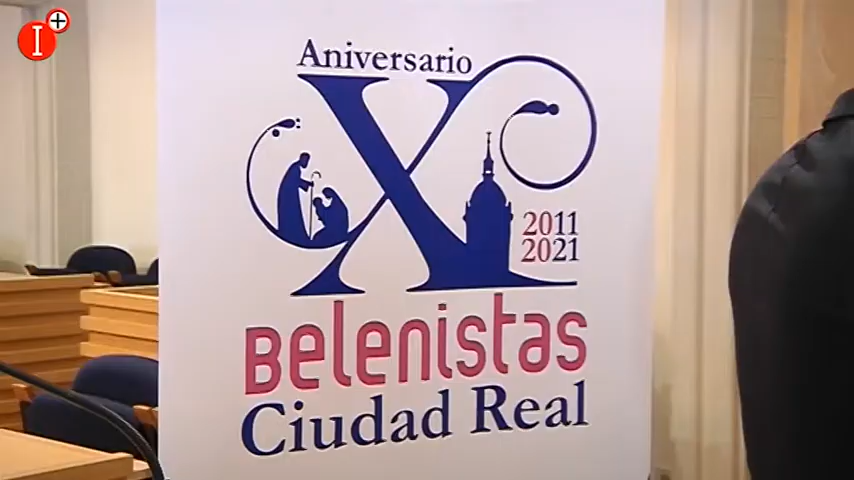 I+
Aniversario
X
2011
2021
Belenistas
Ciudad Real